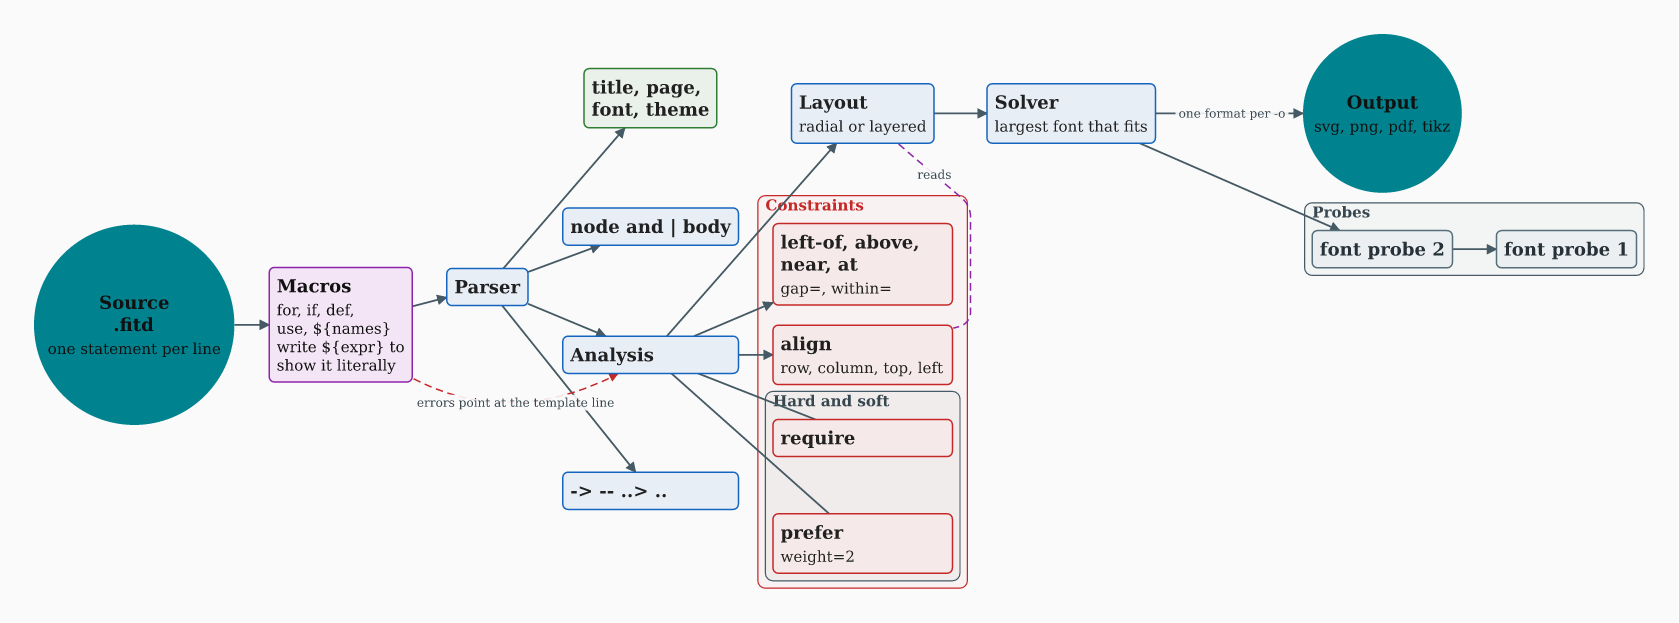 Source
.fitd
one statement per line
Macros
for, if, def,
use, ${names}
write ${expr} to
show it literally
errors point at the template line
Parser
title, page,
font, theme
node and | body
Analysis
-> -- ..> ..
Layout
radial or layered
reads
Constraints
left-of, above,
near, at
gap=, within=
align
row, column, top, left
Hard and soft
require
prefer
weight=2
Solver
largest font that fits
one format per -o
Output
svg, png, pdf, tikz
Probes
font probe 2
font probe 1